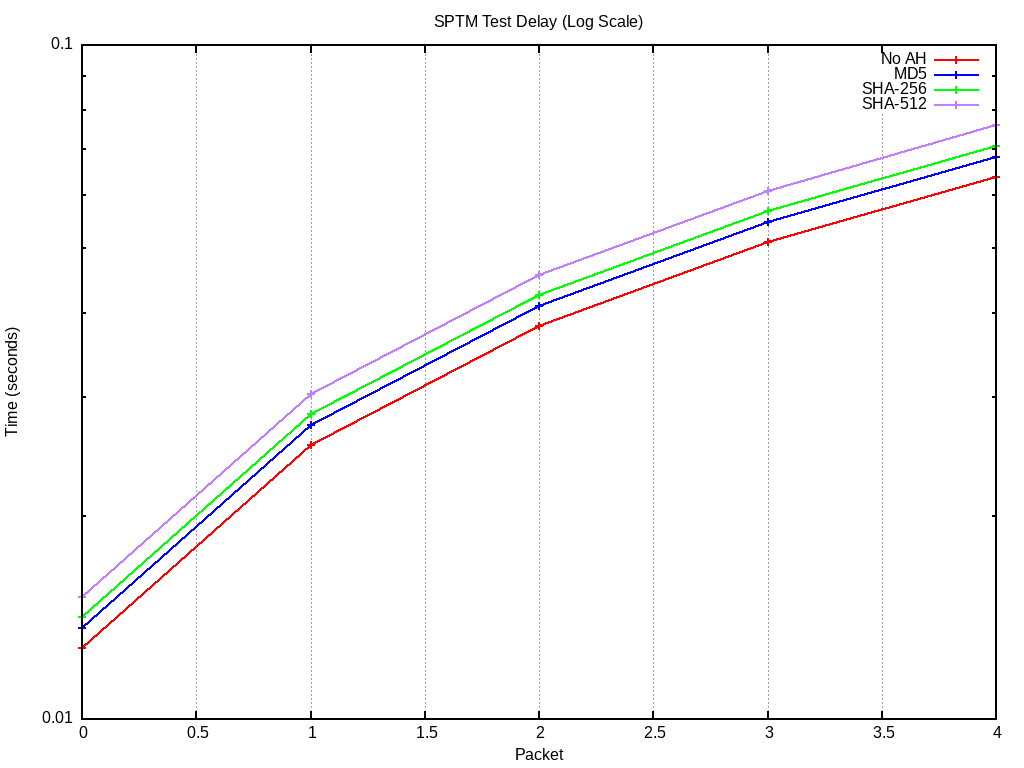 SPTM Test Delay (Log Scale)
0.1
No AH
MD5
SHA-256
SHA-512
Time (seconds)
0.01
0 0.5 1 1.5 2 2.5 3 3.5 4
Packet